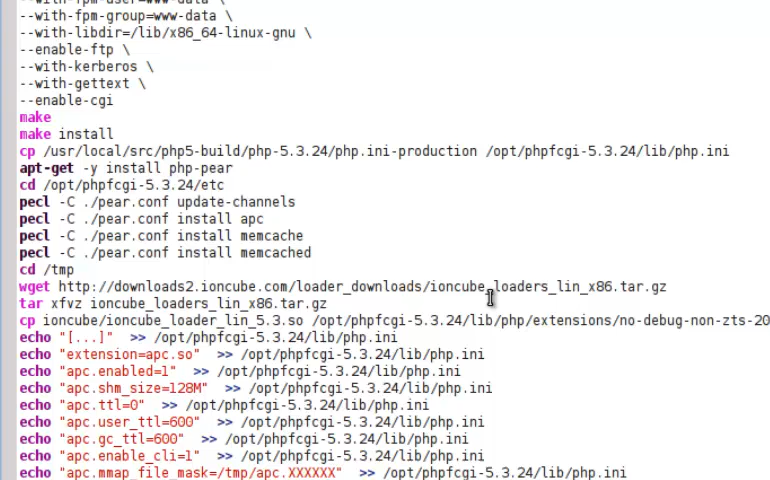 --with-fpm-user=www-data \
--with-fpm-group=www-data \
--with-libdir=/lib/x86_64-linux-gnu \
--enable-ftp \
--with-kerberos \
--with-gettext \
--enable-cgi
make
make install
cp /usr/local/src/php5-build/php-5.3.24/php.ini-production /opt/phpfcgi-5.3.24/lib/php.ini
apt-get -y install php-pear
cd /opt/phpfcgi-5.3.24/etc
pecl -C ./pear.conf update-channels
pecl -C ./pear.conf install apc
pecl -C ./pear.conf install memcache
pecl -C ./pear.conf install memcached
cd /tmp
wget http://downloads2.ioncube.com/loader_downloads/ioncube_loaders_lin_x86.tar.gz
tar xfvz ioncube_loaders_lin_x86.tar.gz
cp ioncube/ioncube_loader_lin_5.3.so /opt/phpfcgi-5.3.24/lib/php/extensions/no-debug-non-zts-20
echo "[...]"  >> /opt/phpfcgi-5.3.24/lib/php.ini
echo "extension=apc.so"  >> /opt/phpfcgi-5.3.24/lib/php.ini
echo "apc.enabled=1"  >> /opt/phpfcgi-5.3.24/lib/php.ini
echo "apc.shm_size=128M"  >> /opt/phpfcgi-5.3.24/lib/php.ini
echo "apc.ttl=0"  >> /opt/phpfcgi-5.3.24/lib/php.ini
echo "apc.user_ttl=600"  >> /opt/phpfcgi-5.3.24/lib/php.ini
echo "apc.gc_ttl=600"  >> /opt/phpfcgi-5.3.24/lib/php.ini
echo "apc.enable_cli=1"  >> /opt/phpfcgi-5.3.24/lib/php.ini
echo "apc.mmap_file_mask=/tmp/apc.XXXXXX"  >> /opt/phpfcgi-5.3.24/lib/php.ini